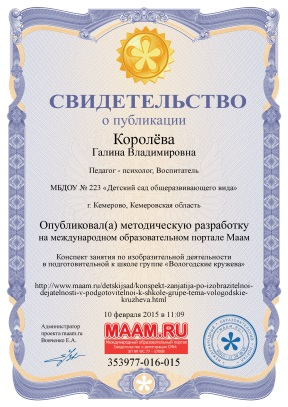 СВИДЕТЕЛЬСТВО
о публикации
Королёва
Галина Владимировна
Педагог - психолог, Воспитатель
МБДОУ № 223 «Детский сад общеразвивающего вида»
г. Кемерово, Кемеровская область
Опубликовал(а) методическую разработку
на международном образовательном портале Маам
Конспект занятия по изобразительной деятельности
в подготовительной к школе группе «Вологодские кружева»
http://www.maam.ru/detskijsad/konspekt-zanjatija-po-izobrazitelnoi-
dejatelnosti-v-podgotovitelnoi-k-shkole-grupe-tema-vologodskie-
kruzheva.html
10 февраля 2015 в 11:09
Администратор
проекта maam.ru
Вовченко Е.А.
MAAM.RU
Международный образовательный портал
Свидетельство о регистрации СМИ
353977-016-015